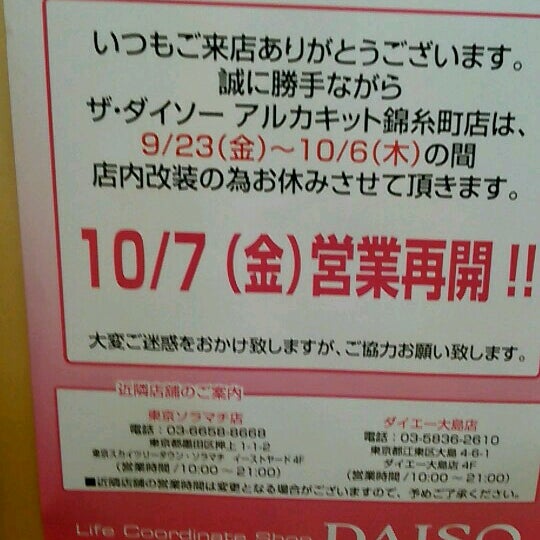 いつもご来店ありがとうございます。
誠に勝手ながら
ザ・ダイソー アルカキット錦糸町店は、
9/23(金)～10/6(木)の間
店内改装の為お休みさせて頂きます。
10/7(金)営業再開!!
大変ご迷惑をおかけ致しますが、ご協力お願い致します。
近隣店舗のご案内
東京ソラマチ店
電話：03-6658-8668
東京都墨田区押上 1-1-2
東京スカイツリータウン・ソラマチ イーストヤード4F
(営業時間/10:00～21:00)
ダイエー大島店
電話：03-5836-2610
東京都江東区大島 4-6-1
ダイエー大島店 4F
(営業時間/10:00～21:00)
■近隣店舗の営業時間は変更となる場合がございますので、予めご了承ください。
Life Coordinate Shop DAISO